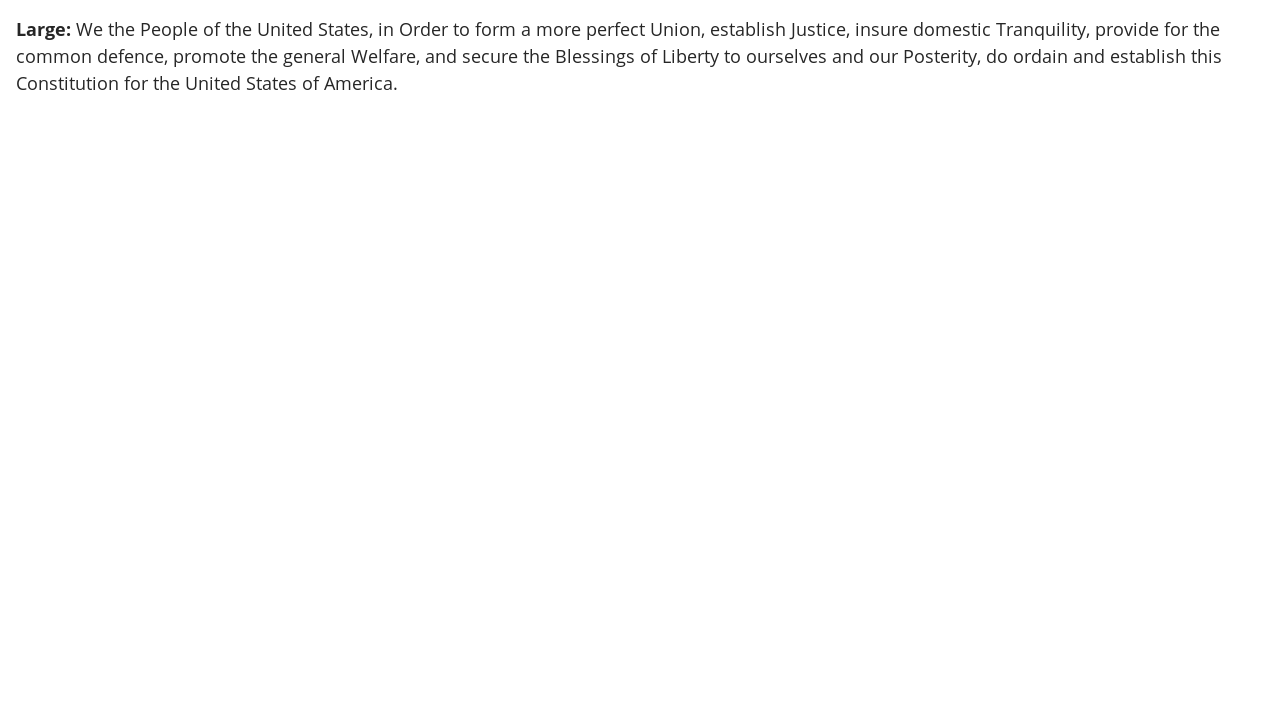 Large: We the People of the United States, in Order to form a more perfect Union, establish Justice, insure domestic Tranquility, provide for the
common defence, promote the general Welfare, and secure the Blessings of Liberty to ourselves and our Posterity, do ordain and establish this
Constitution for the United States of America.